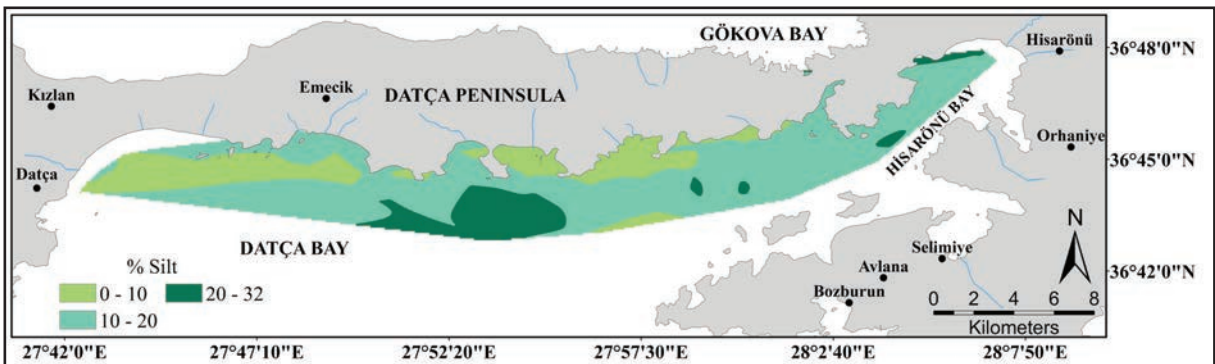 GÖKOVA BAY
Hisarönü
36°48'0"N
Kızlan
Emecik
DATÇA PENINSULA
HİSARÖNÜ BAY
Orhaniye
36°45'0"N
Datça
DATÇA BAY
N
Selimiye
36°42'0"N
Avlana
Bozburun
% Silt
0 - 10
20 - 32
10 - 20
0 2 4 6 8
Kilometers
27°42'0"E
27°47'10"E
27°52'20"E
27°57'30"E
28°2'40"E
28°7'50"E